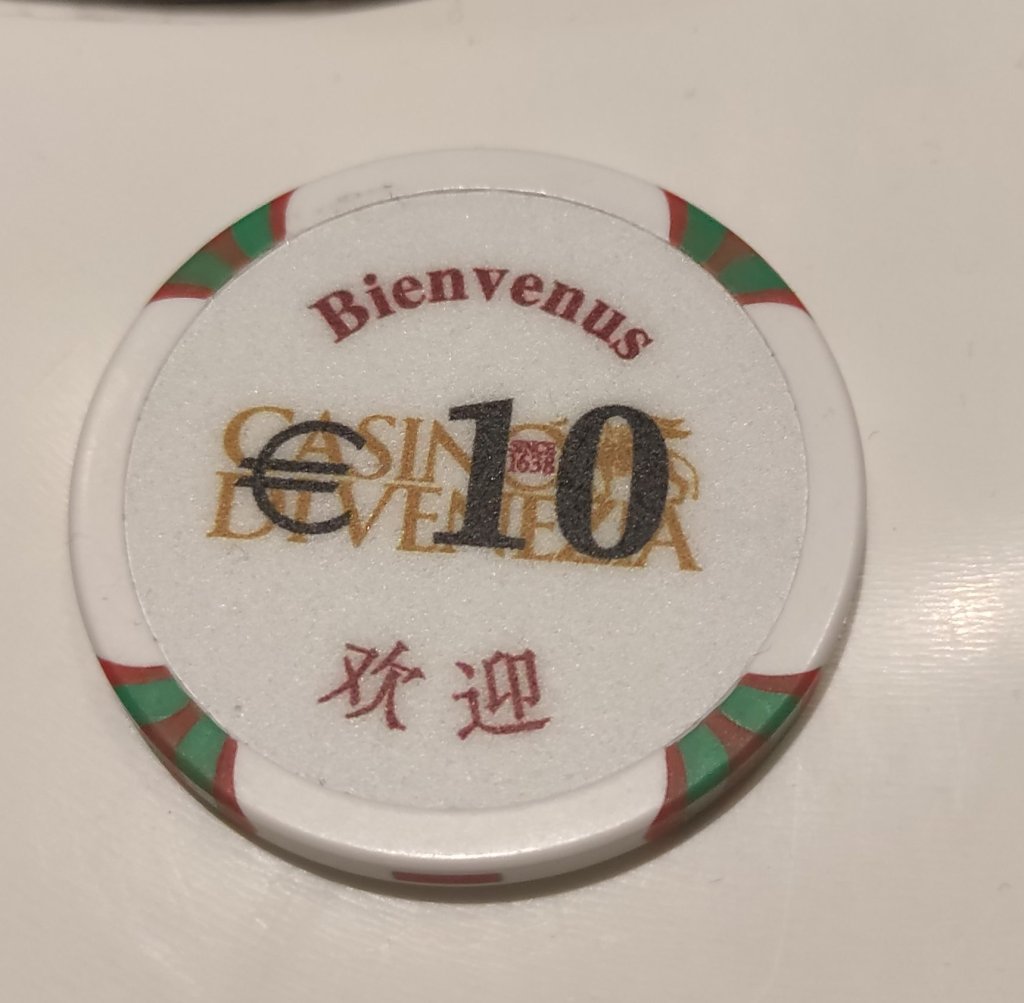 Bienvenus
CASINO
SINCE
1638
DI VENEZIA
€10
欢迎